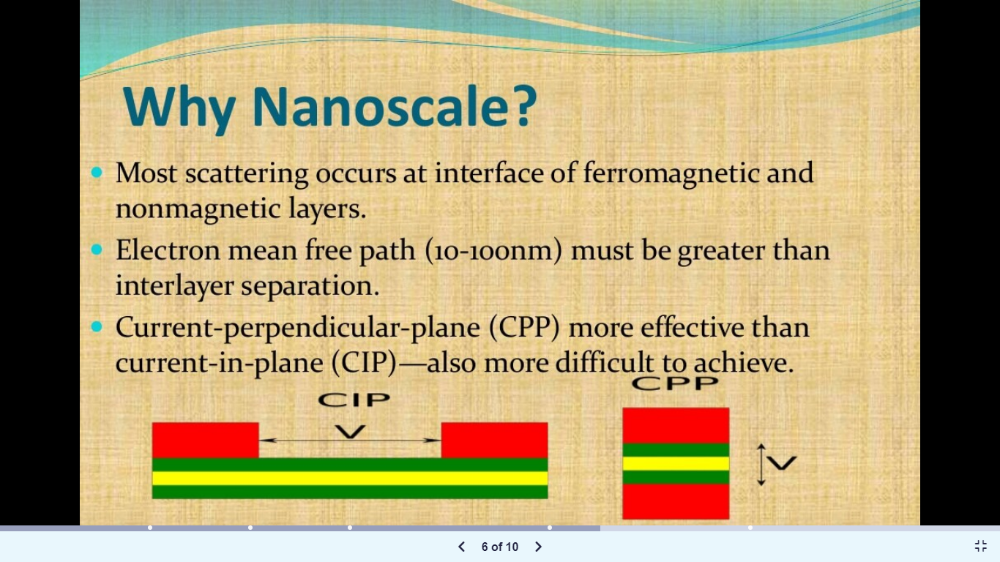 Why Nanoscale?
Most scattering occurs at interface of ferromagnetic and
nonmagnetic layers.
Electron mean free path (10-100nm) must be greater than
interlayer separation.
Current-perpendicular-plane (CPP) more effective than
current-in-plane (CIP)—also more difficult to achieve.
CPP
CIP
V
V
6 of 10